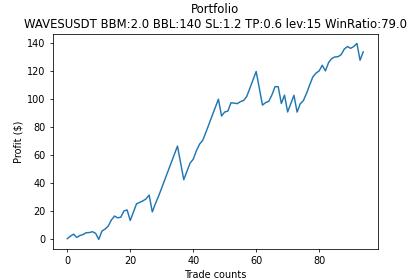 Portfolio
WAVESUSDT BBM:2.0 BBL:140 SL:1.2 TP:0.6 lev:15 WinRatio:79.0
140
120
100
80
60
40
20
0
Profit ($)
0 20 40 60 80
Trade counts